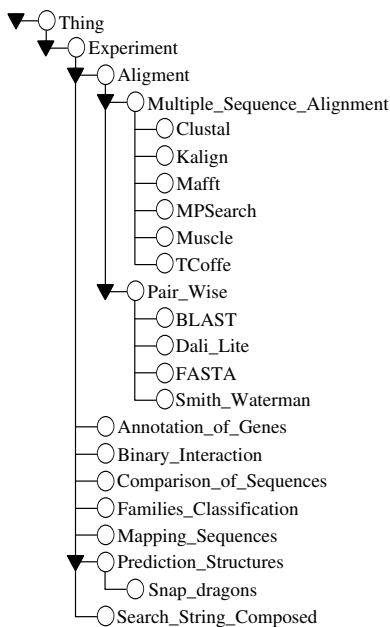 Thing
Experiment
Aligment
Multiple_Sequence_Alignment
Clustal
Kalign
Mafft
MPSearch
Muscle
TCoffe
Pair_Wise
BLAST
Dali_Lite
FASTA
Smith_Waterman
Annotation_of_Genes
Binary_Interaction
Comparison_of_Sequences
Families_Classification
Mapping_Sequences
Prediction_Structures
Snap_dragons
Search_String_Composed